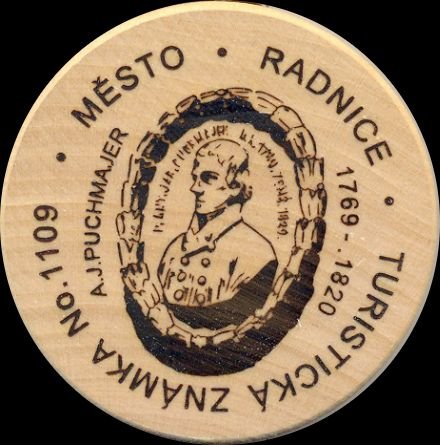 MĚSTO • RADNICE •
TURISTICKÁ ZNÁMKA No.1109 •
A.J.PUCHMAJER
1769 - 1820